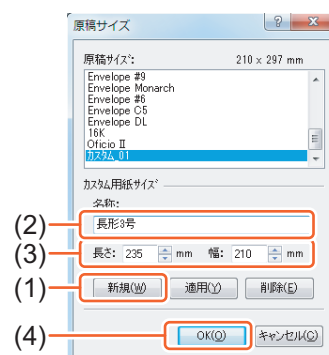 原稿サイズ
原稿サイズ: 210 x 297 mm
Envelope #9
Envelope Monarch
Envelope #6
Envelope C5
Envelope DL
16K
Oficio II
カスタム_01
カスタム用紙サイズ
名称:
(2) 長形3号
(3) 長さ: 235 mm 幅: 210 mm
(1) 新規(W) 適用(Y) 削除(E)
(4) OK(O) キャンセル(C)